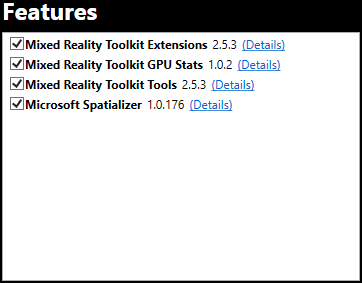 Features
Mixed Reality Toolkit Extensions 2.5.3 (Details)
Mixed Reality Toolkit GPU Stats 1.0.2 (Details)
Mixed Reality Toolkit Tools 2.5.3 (Details)
Microsoft Spatializer 1.0.176 (Details)